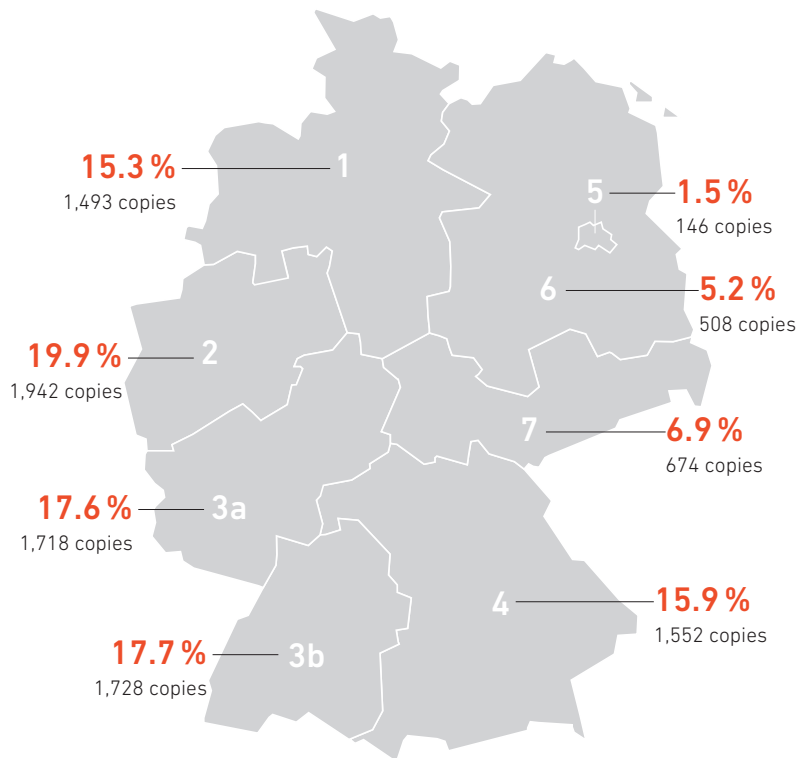 1
15.3 %
1,493 copies
5
1.5 %
146 copies
6
5.2 %
508 copies
2
19.9 %
1,942 copies
7
6.9 %
674 copies
3a
17.6 %
1,718 copies
4
15.9 %
1,552 copies
3b
17.7 %
1,728 copies